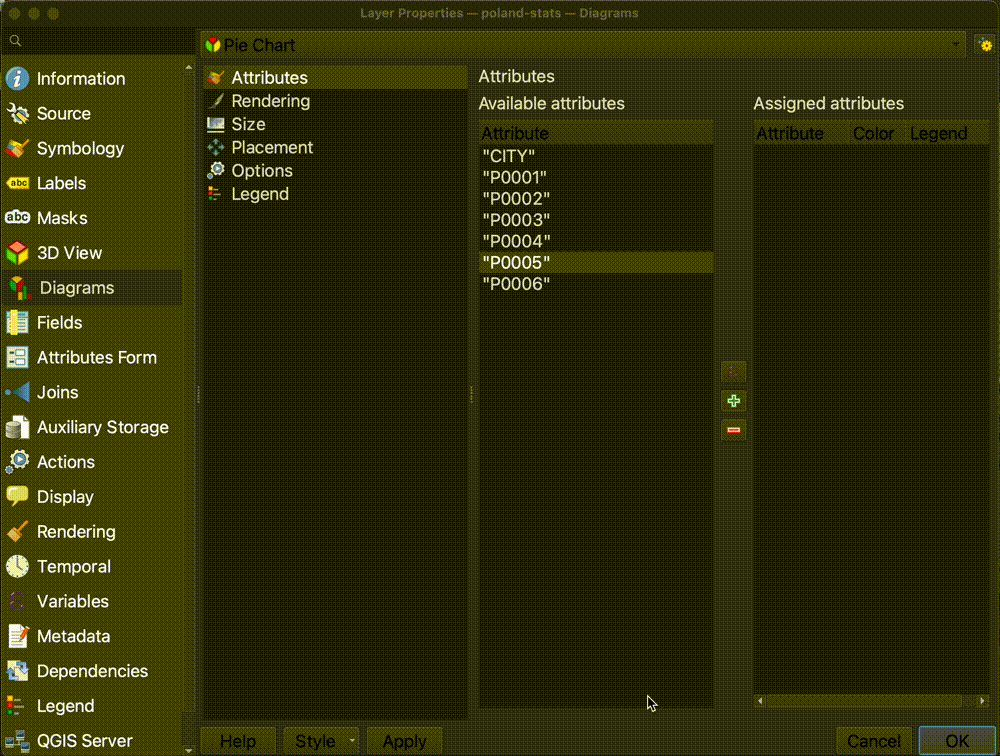 Layer Properties — poland-stats — Diagrams
Pie Chart
Information
Source
Symbology
abc Labels
abc Masks
3D View
Diagrams
Fields
Attributes Form
Joins
Auxiliary Storage
Actions
Display
Rendering
Temporal
Variables
Metadata
Dependencies
Legend
QGIS Server
Attributes
Rendering
Size
Placement
Options
Legend
Attributes
Available attributes
Attribute
"CITY"
"P0001"
"P0002"
"P0003"
"P0004"
"P0005"
"P0006"
Assigned attributes
Attribute Color Legend
Help Style Apply Cancel OK